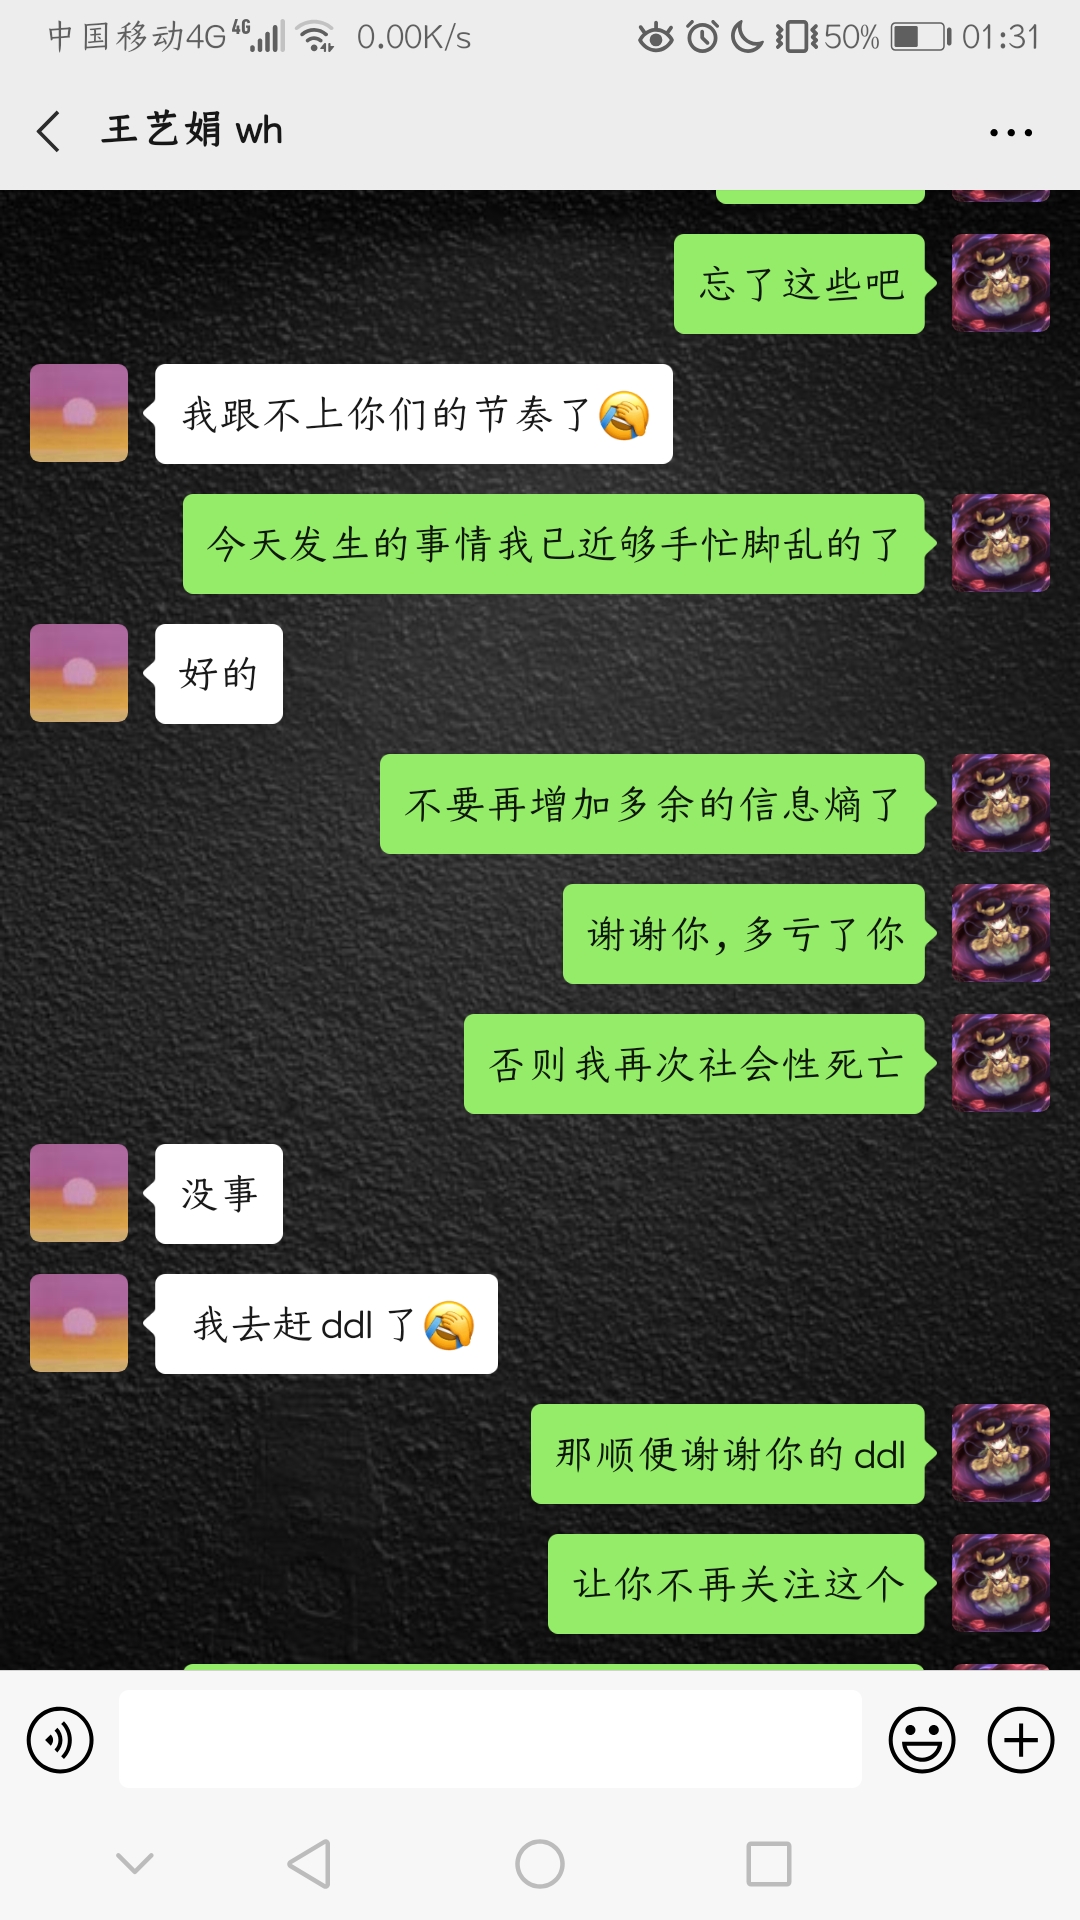 中国移动4G 4G 0.00K/s 50% 01:31
王艺娟 wh
忘了这些吧
我跟不上你们的节奏了🤣
今天发生的事情我已近够手忙脚乱的了
好的
不要再增加多余的信息熵了
谢谢你,多亏了你
否则我再次社会性死亡
没事
我去赶ddl了
那顺便谢谢你的ddl
让你不再关注这个